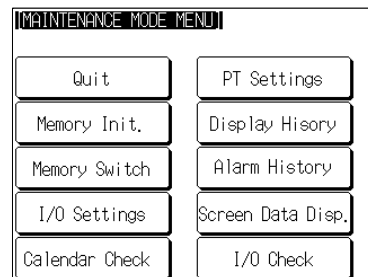 [MAINTENANCE MODE MENU]
Quit
PT Settings
Memory Init.
Display Hisory
Memory Switch
Alarm History
I/O Settings
Screen Data Disp.
Calendar Check
I/O Check